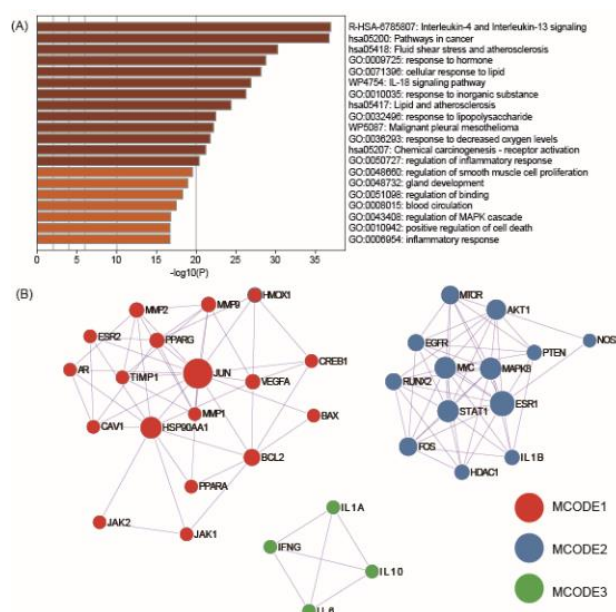 (A)
R-HSA-6785807: Interleukin-4 and Interleukin-13 signaling
hsa05200: Pathways in cancer
hsa05418: Fluid shear stress and atherosclerosis
GO:0009725: response to hormone
GO:0071396: cellular response to lipid
WP4754: IL-18 signaling pathway
GO:0010035: response to inorganic substance
hsa05417: Lipid and atherosclerosis
GO:0032496: response to lipopolysaccharide
WP5087: Malignant pleural mesothelioma
GO:0036293: response to decreased oxygen levels
hsa05207: Chemical carcinogenesis - receptor activation
GO:0050727: regulation of inflammatory response
GO:0048660: regulation of smooth muscle cell proliferation
GO:0048732: gland development
GO:0051098: regulation of binding
GO:0008015: blood circulation
GO:0043408: regulation of MAPK cascade
GO:0010942: positive regulation of cell death
GO:0006954: inflammatory response
0 5 10 15 20 25 30 35
-log10(P)
(B)
MMP2
MMP9
HMOX1
ESR2
PPARG
AR
TIMP1
JUN
VEGFA
CREB1
MMP1
CAV1
HSP90AA1
BAX
BCL2
PPARA
JAK2
JAK1
MTOR
AKT1
EGFR
PTEN
NOS
MYC
MAPK8
RUNX2
STAT1
ESR1
FOS
IL1B
HDAC1
IL1A
IFNG
IL10
IL6
MCODE1
MCODE2
MCODE3